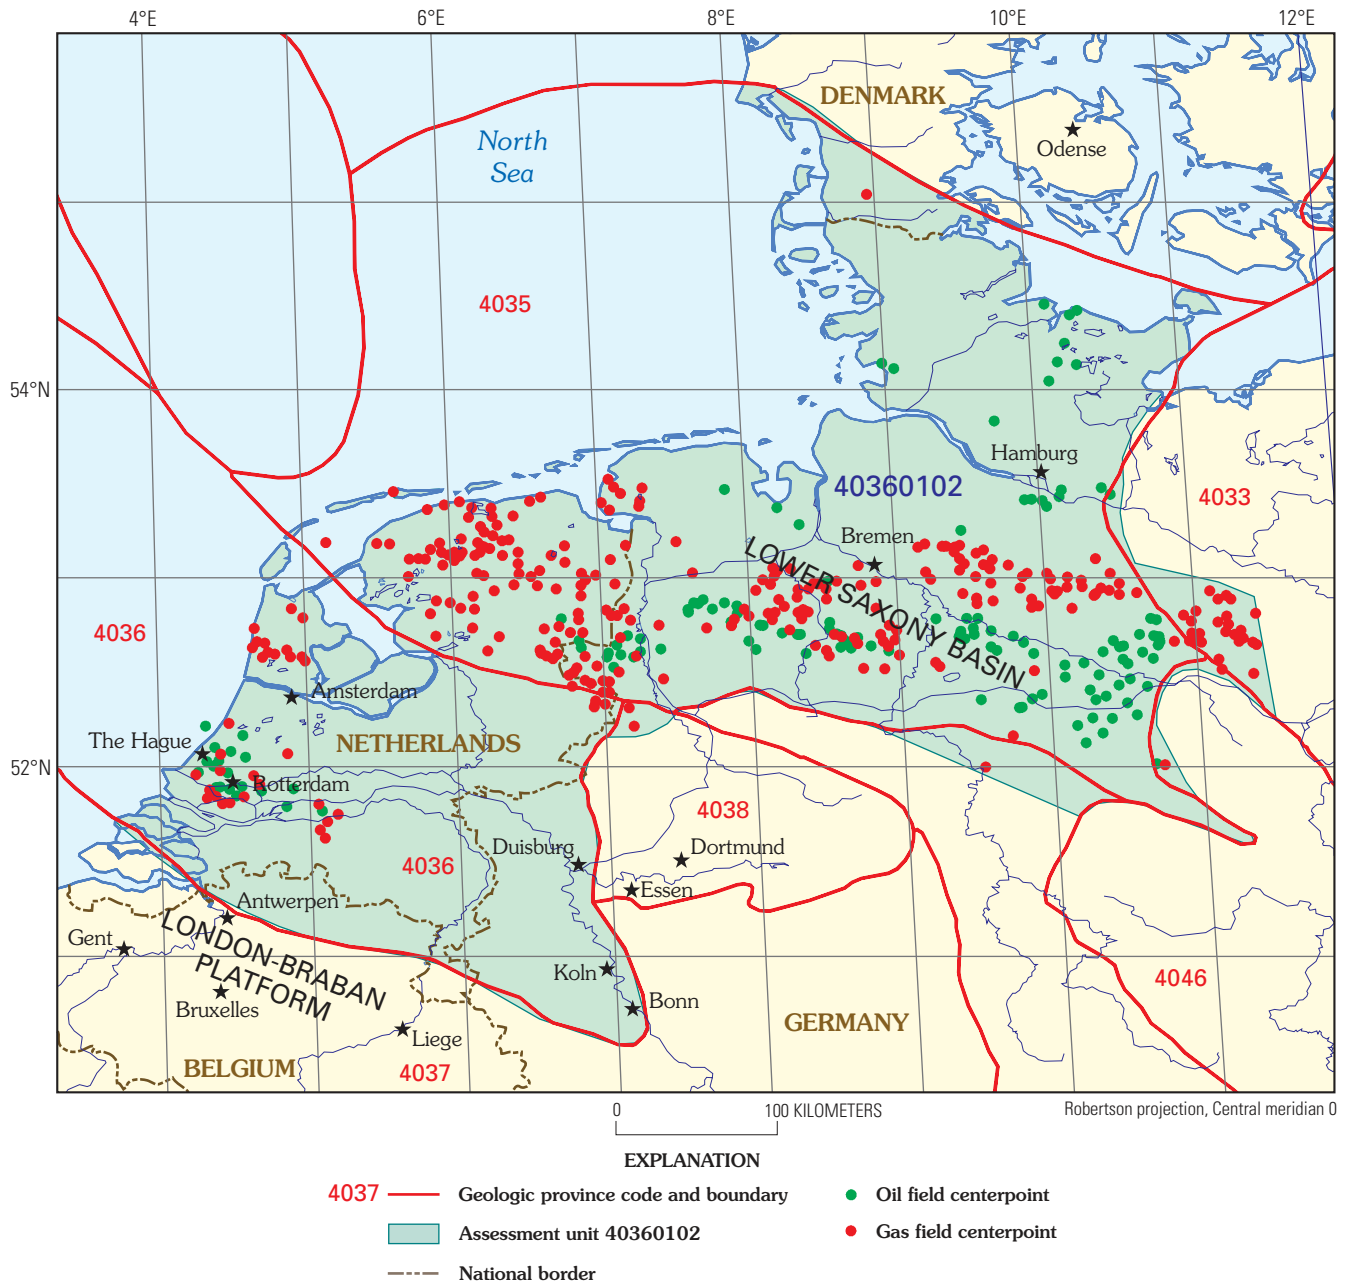 4°E
6°E
8°E
10°E
12°E
DENMARK
North
Sea
Odense
4035
54°N
Hamburg
40360102
4033
Bremen
LOWER SAXONY BASIN
4036
Amsterdam
The Hague
NETHERLANDS
52°N
Rotterdam
4038
Duisburg
Dortmund
4036
Essen
Antwerpen
LONDON-BRABAN
PLATFORM
Gent
Koln
4046
Bruxelles
Bonn
GERMANY
Liege
BELGIUM
4037
0
100 KILOMETERS
Robertson projection, Central meridian 0
EXPLANATION
4037
Geologic province code and boundary
Oil field centerpoint
Assessment unit 40360102
Gas field centerpoint
National border